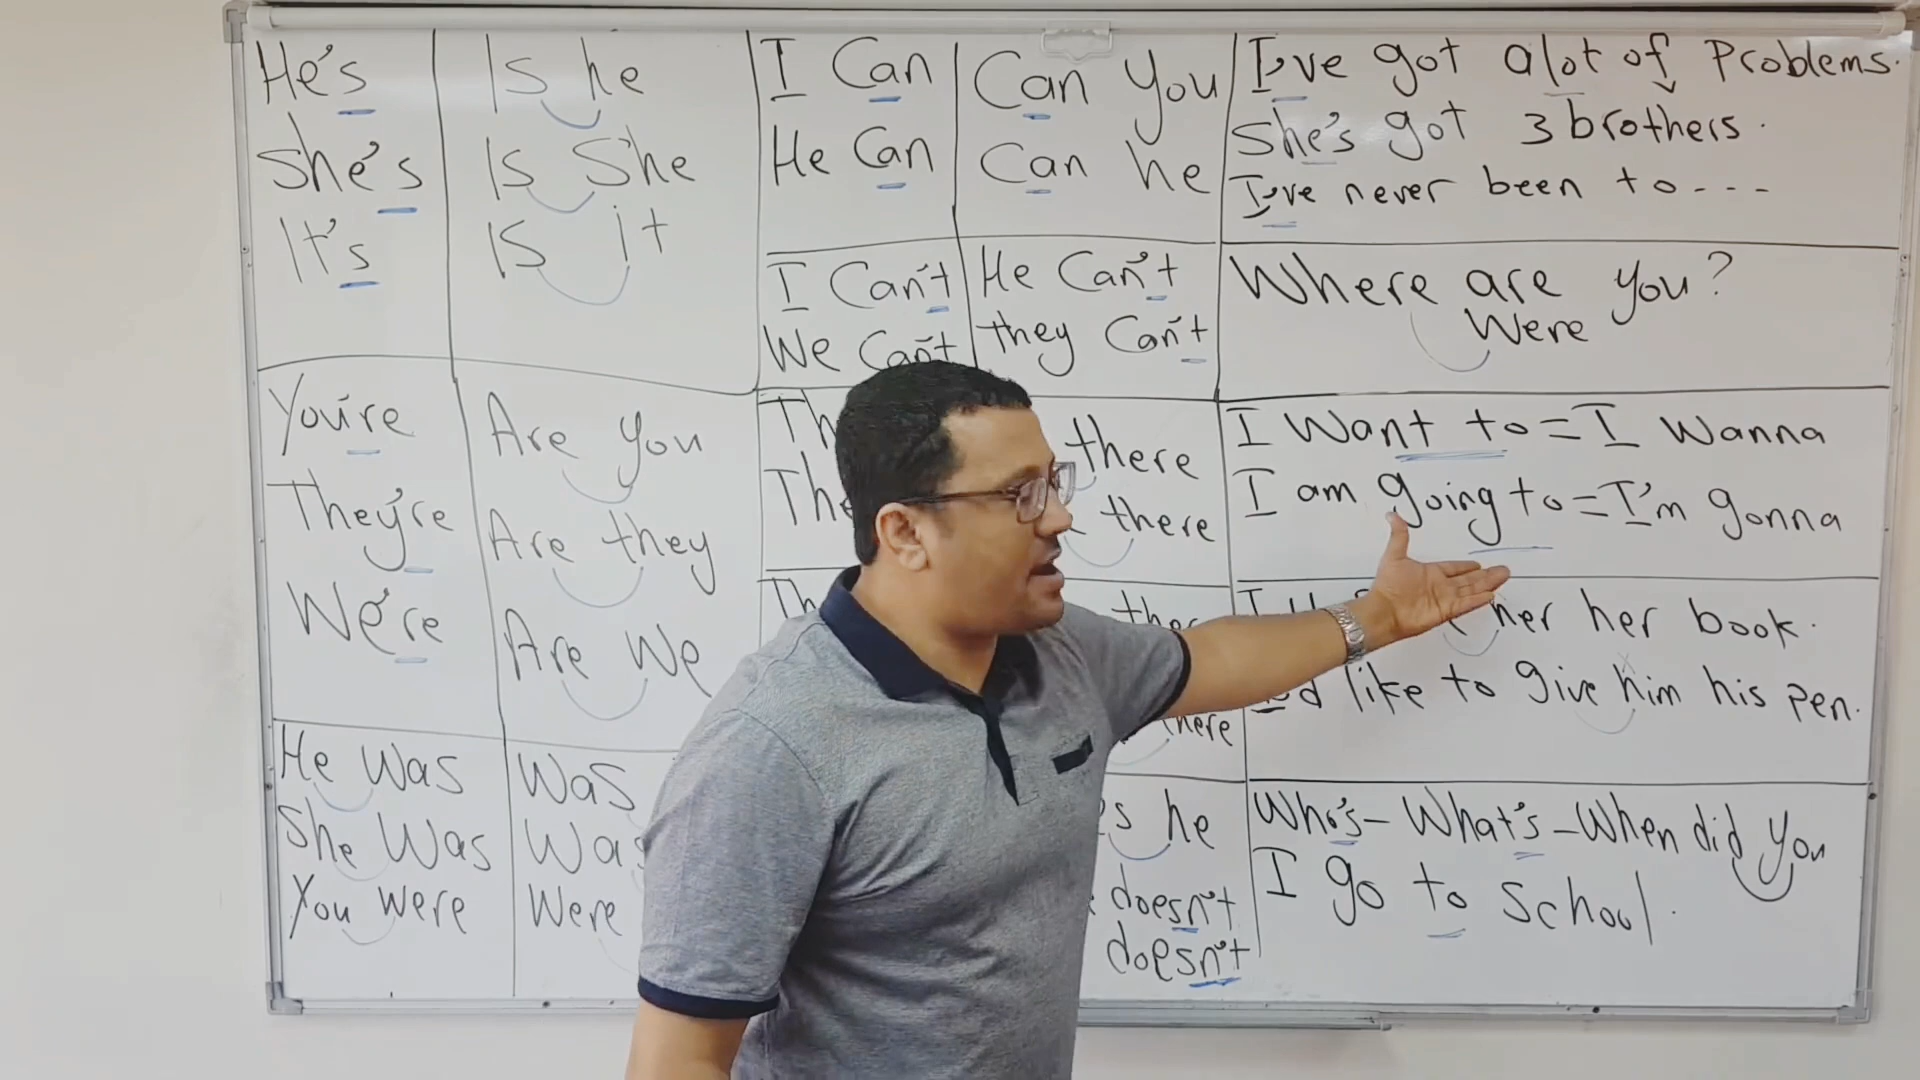 He's
She's
It's
Is he
Is She
Is it
I Can
He Can
Can You
Can he
I've got alot of Problems.
She's got 3 brothers.
I've never been to---
I Can't
We Can't
He Can't
they Can't
Where are you?
Were
You're
They're
We're
Are you
Are they
Are We
there
there
I Want to = I Wanna
I am going to = I'm gonna
her her book.
like to give him his pen.
there
He Was
She Was
You were
Was
Was
Were
he
doesn't
doesn't
Who's - What's - When did you
I go to School.